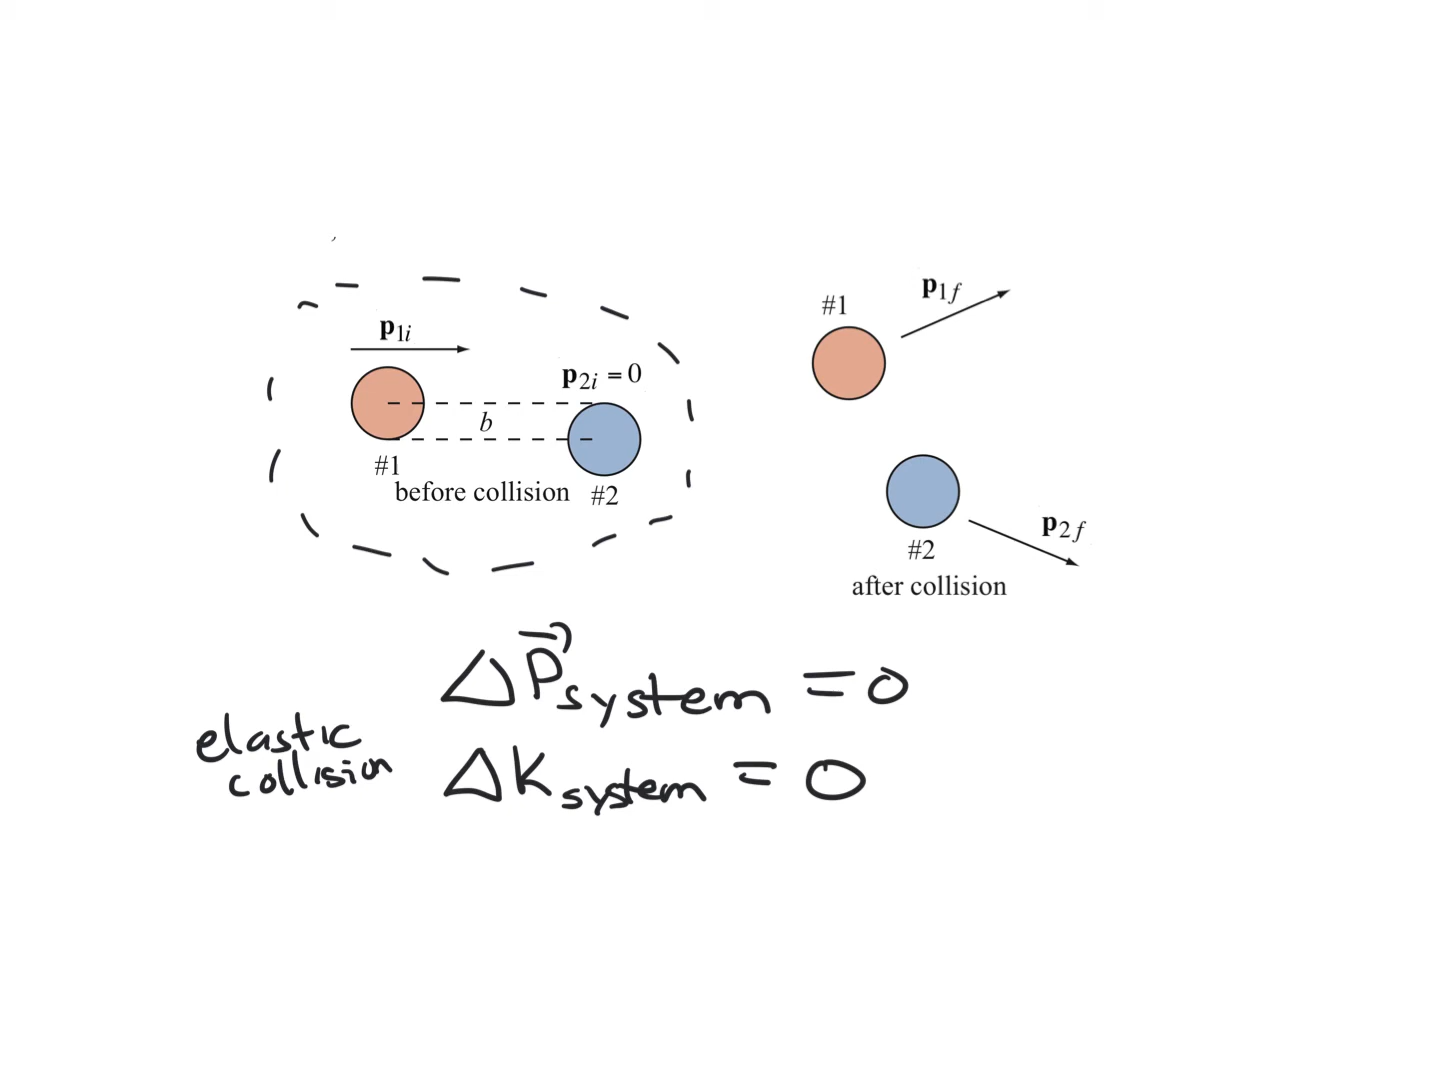 p1i
p2i = 0
b
#1
before collision #2
#1
p1f
p2f
#2
after collision
ΔP⃗system = 0
elastic
collision
ΔKsystem = 0